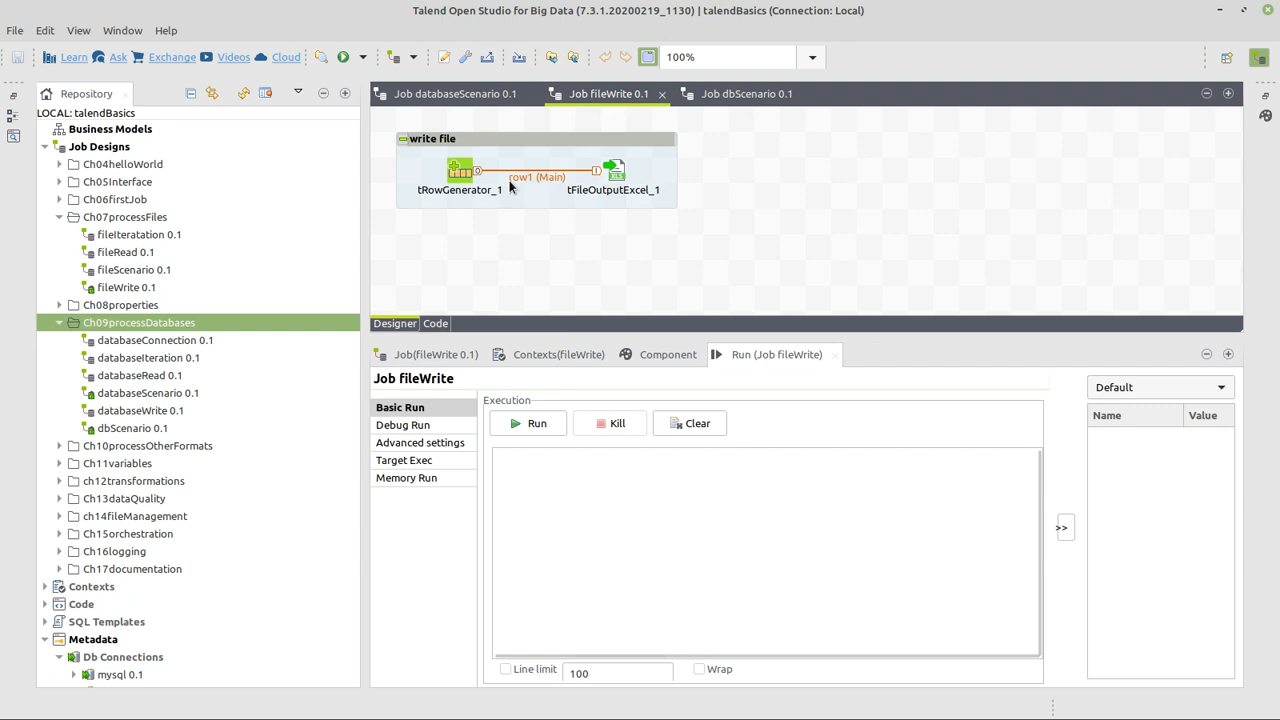 Talend Open Studio for Big Data (7.3.1.20200219_1130) | talendBasics (Connection: Local)
File Edit View Window Help
Learn Ask Exchange Videos Cloud 100%
Repository
LOCAL: talendBasics
Business Models
Job Designs
Ch04helloWorld
Ch05Interface
Ch06firstJob
Ch07processFiles
fileIteratation 0.1
fileRead 0.1
fileScenario 0.1
fileWrite 0.1
Ch08properties
Ch09processDatabases
databaseConnection 0.1
databaseIteration 0.1
databaseRead 0.1
databaseScenario 0.1
databaseWrite 0.1
dbScenario 0.1
Ch10processOtherFormats
Ch11variables
ch12transformations
Ch13dataQuality
ch14fileManagement
Ch15orchestration
Ch16logging
Ch17documentation
Contexts
Code
SQL Templates
Metadata
Db Connections
mysql 0.1
Job databaseScenario 0.1 Job fileWrite 0.1 Job dbScenario 0.1
write file
row1 (Main)
tRowGenerator_1 tFileOutputExcel_1
XLS
Designer Code
Job(fileWrite 0.1) Contexts(fileWrite) Component Run (Job fileWrite)
Job fileWrite
Basic Run
Debug Run
Advanced settings
Target Exec
Memory Run
Execution
Run Kill Clear
Line limit 100 Wrap
>>
Default
Name Value